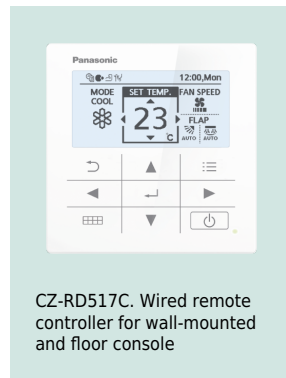 Panasonic
12:00,Mon
MODE SET TEMP. FAN SPEED
COOL
23 °C
FLAP
AUTO AUTO
CZ-RD517C. Wired remote
controller for wall-mounted
and floor console